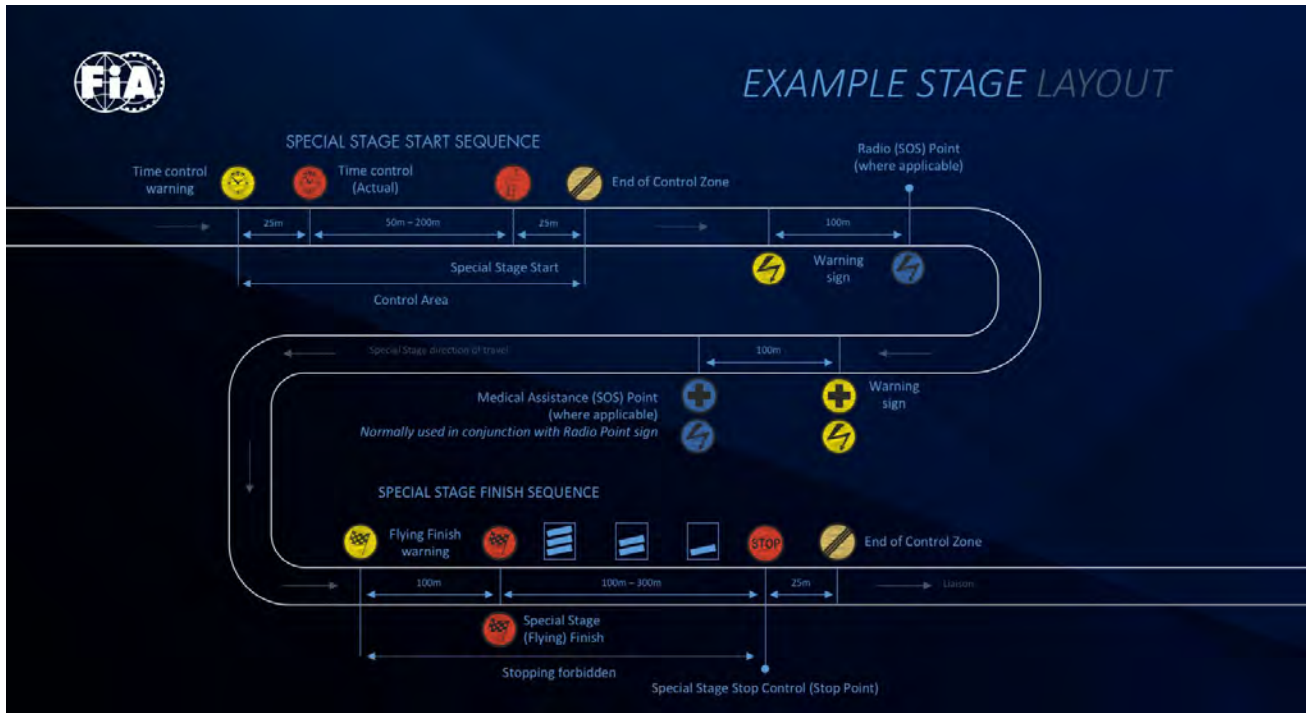 FiA
EXAMPLE STAGE LAYOUT
SPECIAL STAGE START SEQUENCE
Time control
warning
Time control
(Actual)
End of Control Zone
Radio (SOS) Point
(where applicable)
25m
50m – 200m
25m
100m
Special Stage Start
Warning
sign
Control Area
Special Stage direction of travel
100m
Medical Assistance (SOS) Point
(where applicable)
Normally used in conjunction with Radio Point sign
Warning
sign
SPECIAL STAGE FINISH SEQUENCE
Flying Finish
warning
STOP
End of Control Zone
100m
100m – 300m
25m
Liaison
Special Stage
(Flying) Finish
Stopping forbidden
Special Stage Stop Control (Stop Point)